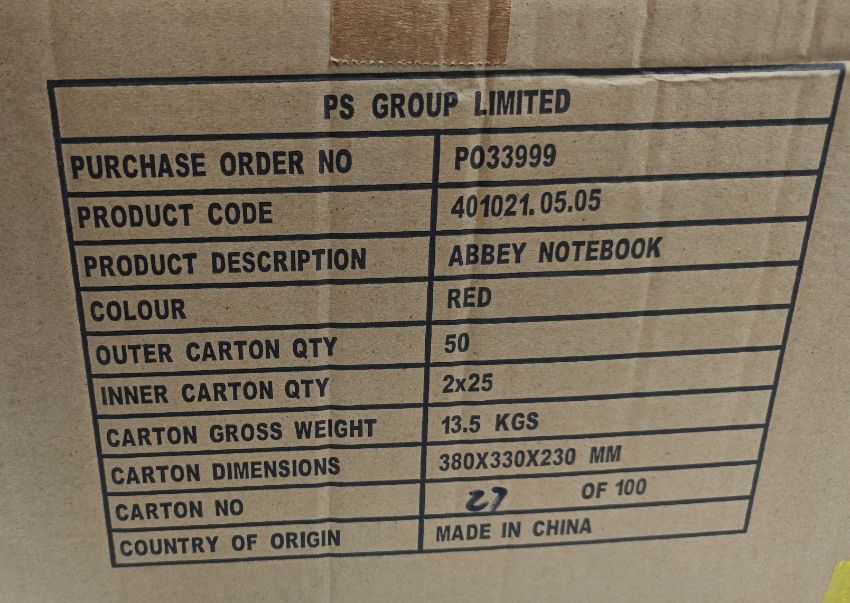 PS GROUP LIMITED
PURCHASE ORDER NO PO33999
PRODUCT CODE 401021.05.05
PRODUCT DESCRIPTION ABBEY NOTEBOOK
COLOUR RED
OUTER CARTON QTY 50
INNER CARTON QTY 2x25
CARTON GROSS WEIGHT 13.5 KGS
CARTON DIMENSIONS 380X330X230 MM
CARTON NO 27 OF 100
COUNTRY OF ORIGIN MADE IN CHINA